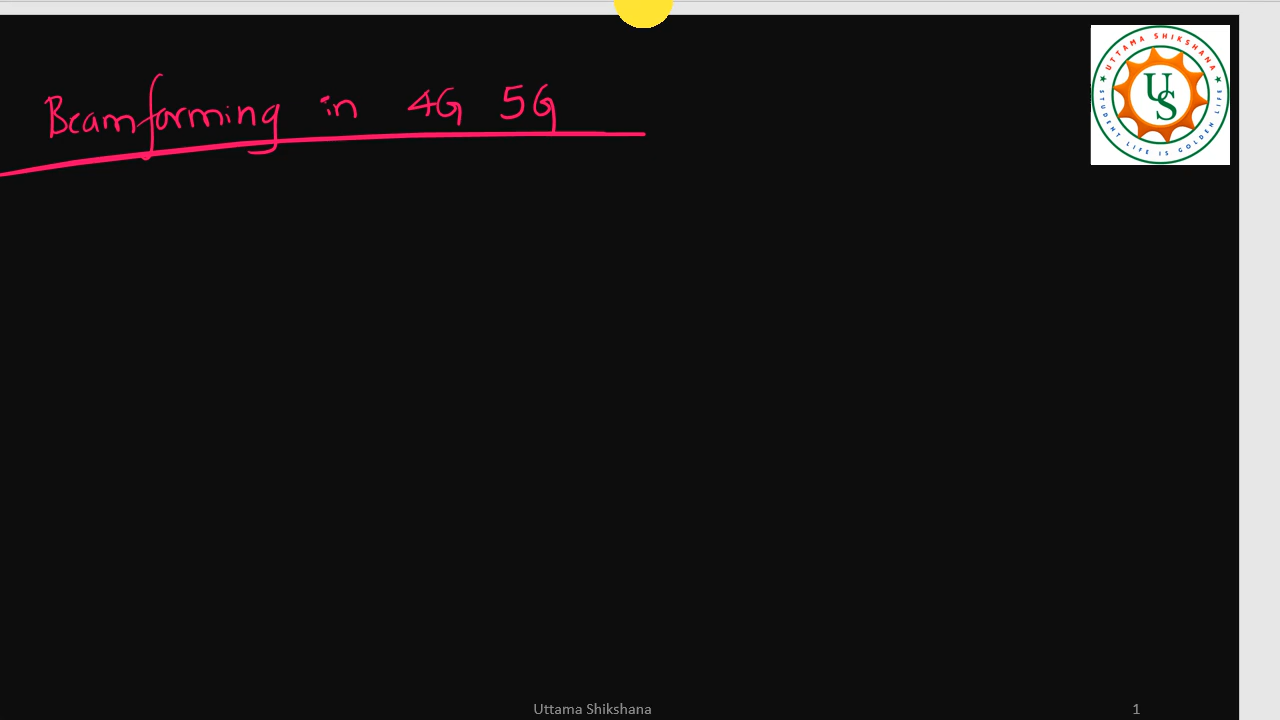 Beamforming in 4G 5G
UTTAMA SHIKSHANA
US
STUDENT LIFE IS GOLDEN LIFE
Uttama Shikshana
1